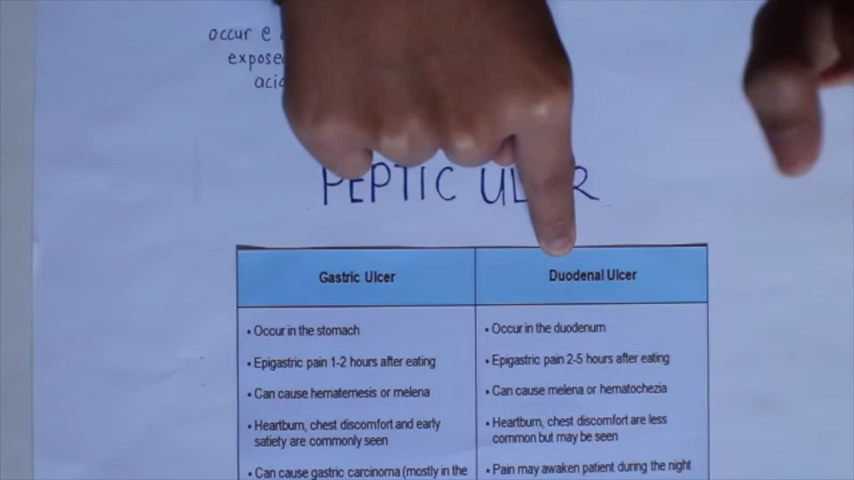 occur @
expose
acid
PEPTIC
Gastric Ulcer
Duodenal Ulcer
• Occur in the stomach
• Epigastric pain 1-2 hours after eating
• Can cause hematemesis or melena
• Heartburn, chest discomfort and early
satiety are commonly seen
• Can cause gastric carcinoma (mostly in the
• Occur in the duodenum
• Epigastric pain 2-5 hours after eating
• Can cause melena or hematochezia
• Heartburn, chest discomfort are less
common but may be seen
• Pain may awaken patient during the night